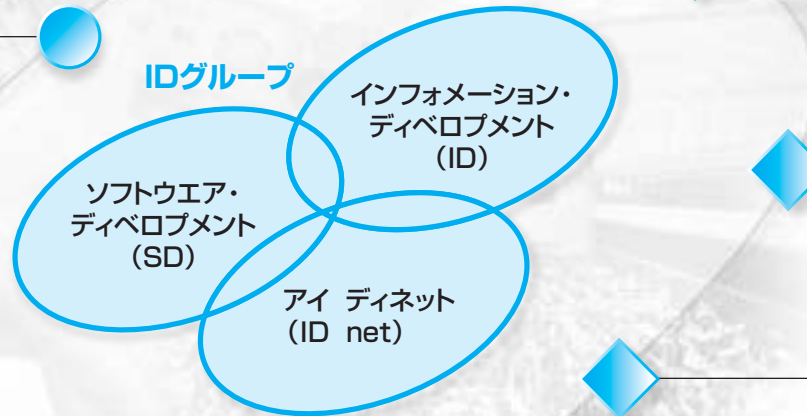 IDグループ
インフォメーション・
ディベロプメント
（ID）
ソフトウエア・
ディベロプメント
（SD）
アイ ディネット
（ID net）